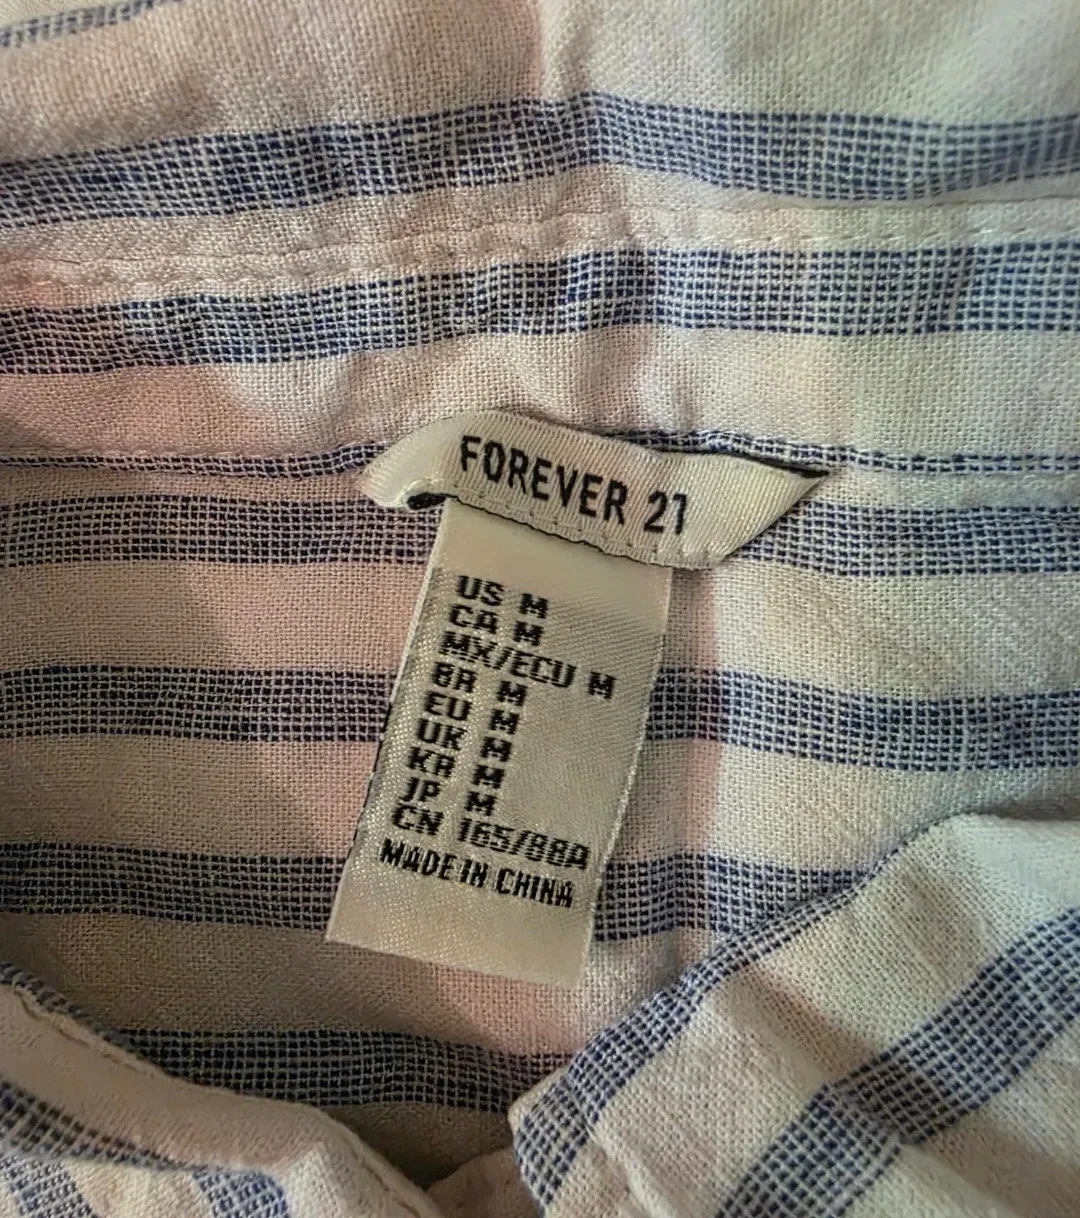 FOREVER 21
US M
CA M
MX/ECU M
BR M
EU M
UK M
KR M
JP M
CN 165/88A
MADE IN CHINA